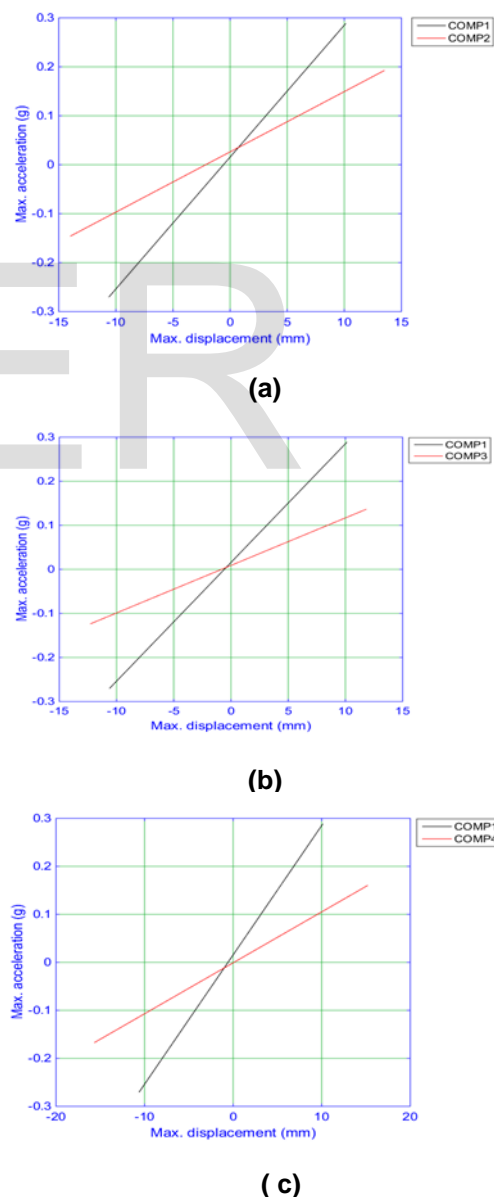 COMP1
COMP2
0.3
0.2
0.1
0
-0.1
-0.2
-0.3
Max. acceleration (g)
-15 -10 -5 0 5 10 15
Max. displacement (mm)
ER
(a)
COMP1
COMP3
0.3
0.2
0.1
0
-0.1
-0.2
-0.3
Max. acceleration (g)
-15 -10 -5 0 5 10 15
Max. displacement (mm)
(b)
COMP1
COMP4
0.3
0.2
0.1
0
-0.1
-0.2
-0.3
Max. acceleration (g)
-20 -10 0 10 20
Max. displacement (mm)
( c)